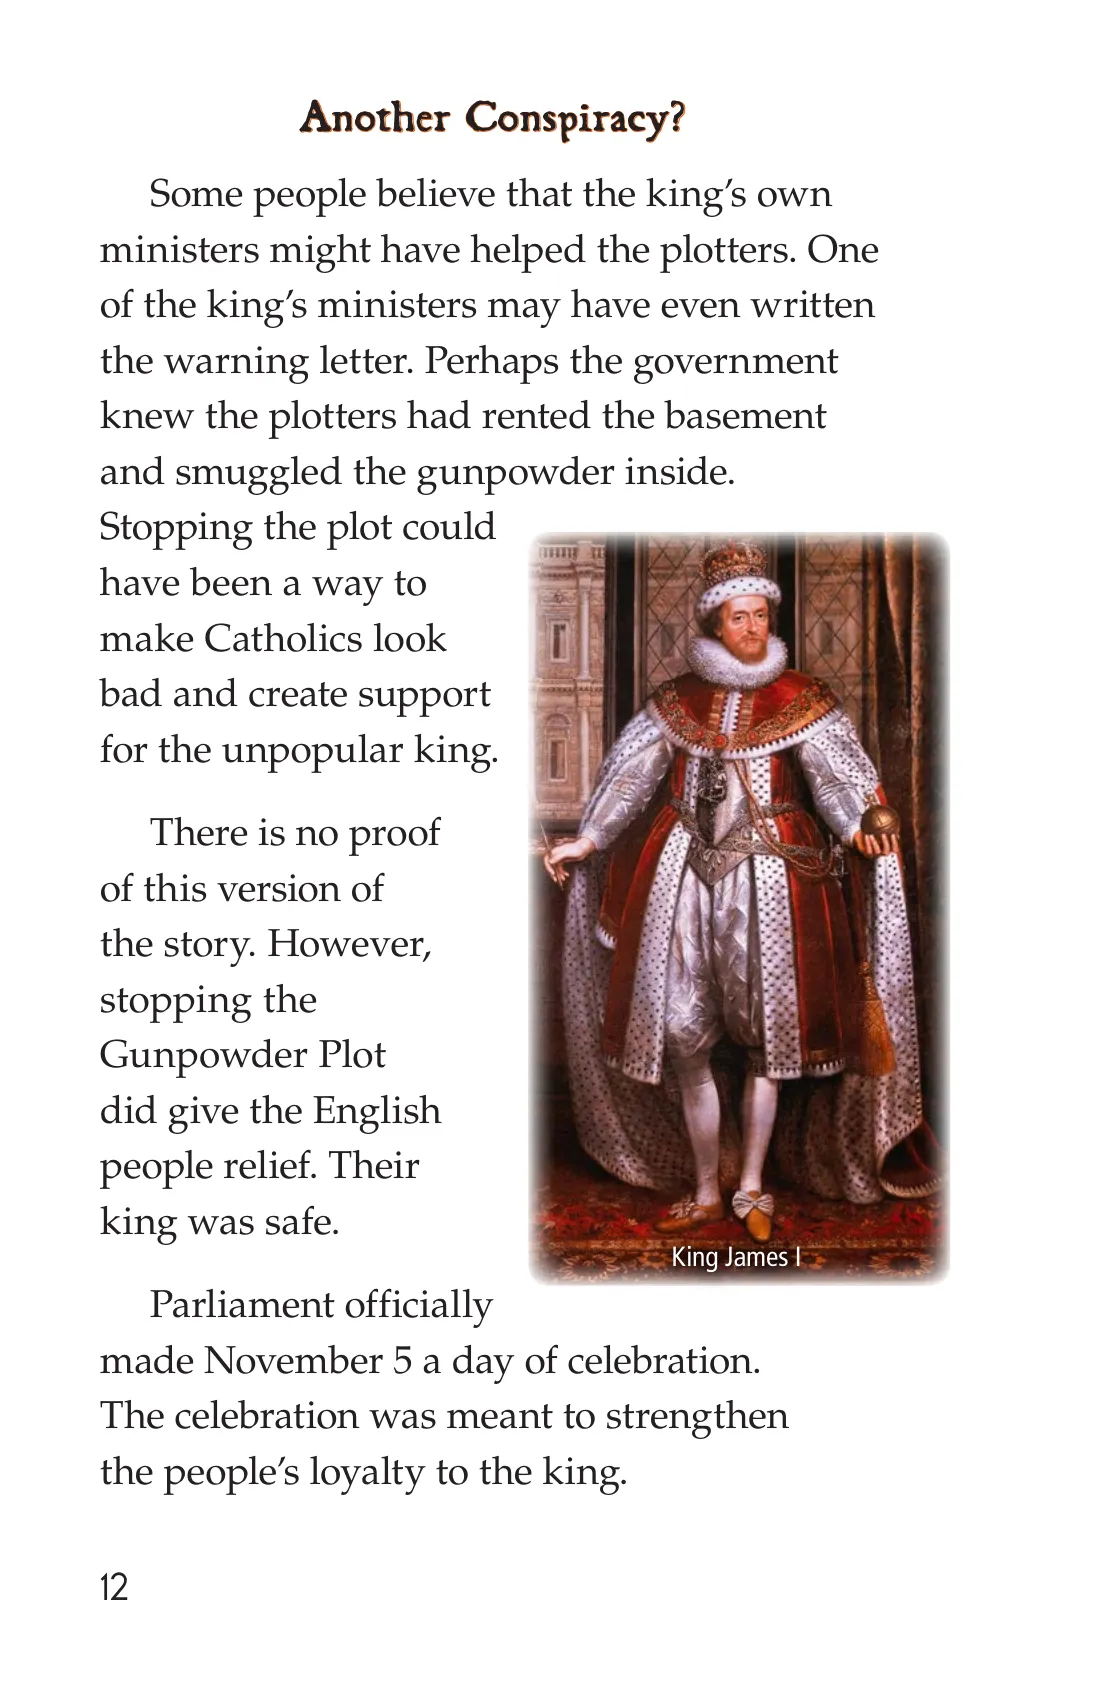 Another Conspiracy?
Some people believe that the king’s own
ministers might have helped the plotters. One
of the king’s ministers may have even written
the warning letter. Perhaps the government
knew the plotters had rented the basement
and smuggled the gunpowder inside.
Stopping the plot could
have been a way to
make Catholics look
bad and create support
for the unpopular king.
There is no proof
of this version of
the story. However,
stopping the
Gunpowder Plot
did give the English
people relief. Their
king was safe.
King James I
Parliament officially
made November 5 a day of celebration.
The celebration was meant to strengthen
the people’s loyalty to the king.
12